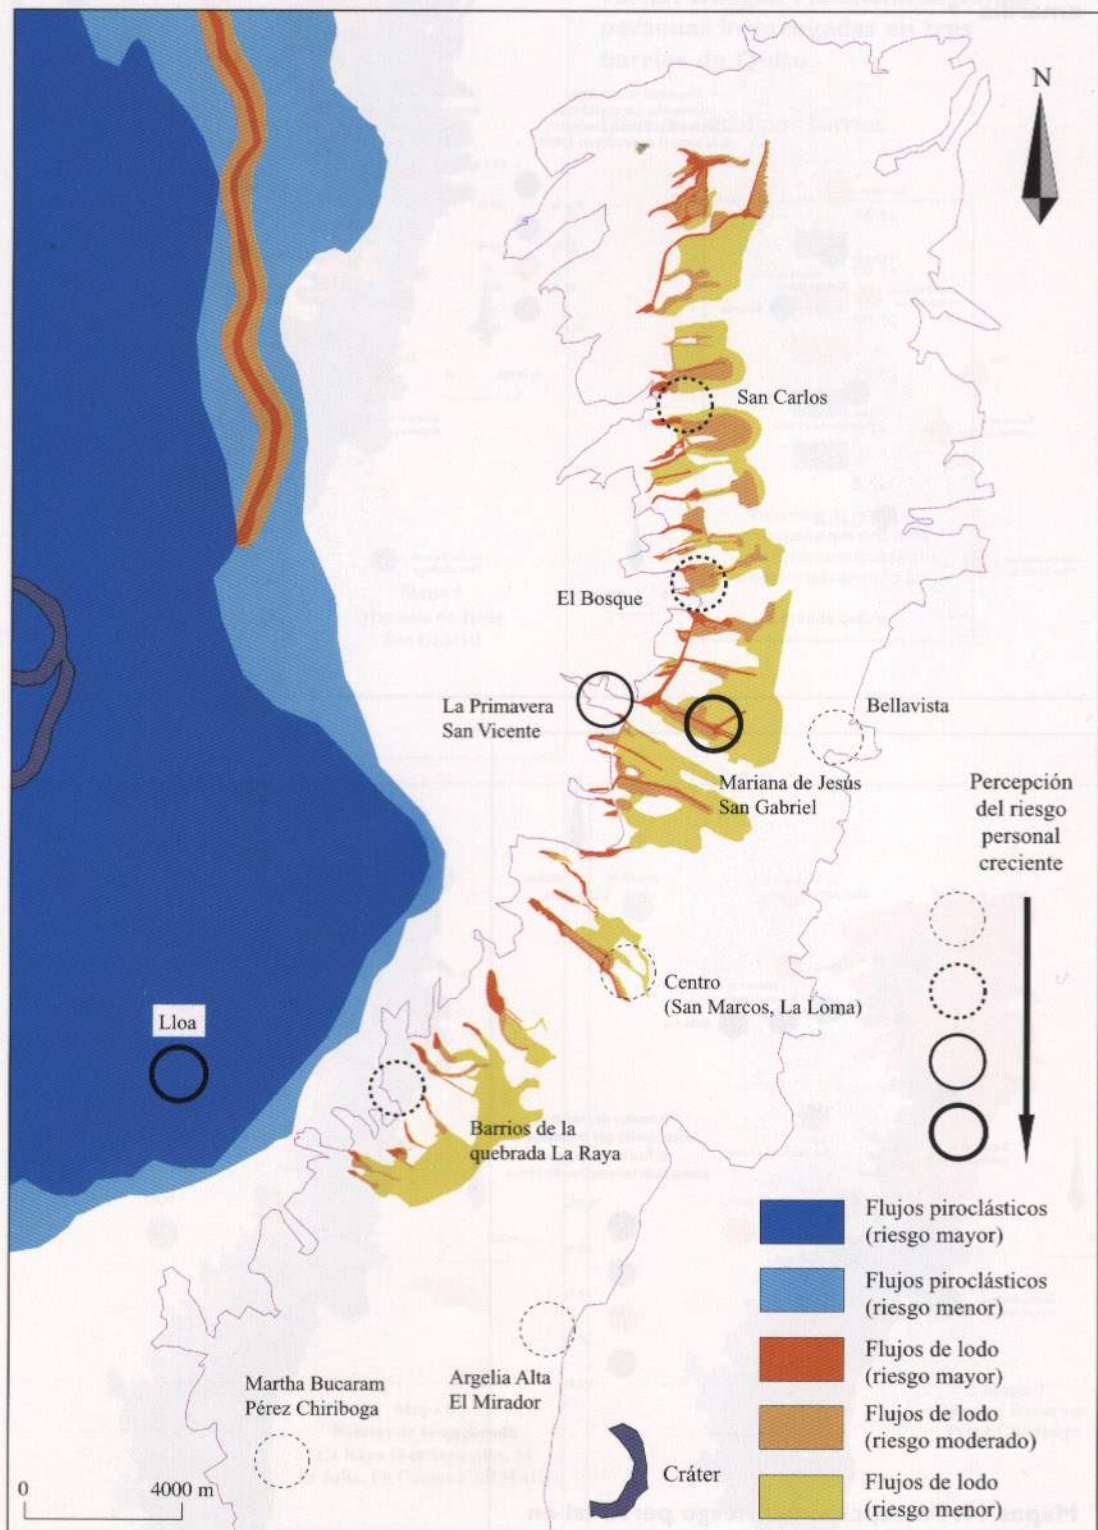 N
San Carlos
El Bosque
La Primavera
San Vicente
Bellavista
Mariana de Jesús
San Gabriel
Percepción
del riesgo
personal
creciente
Centro
(San Marcos, La Loma)
Lloa
Barrios de la
quebrada La Raya
Flujos piroclásticos
(riesgo mayor)
Flujos piroclásticos
(riesgo menor)
Flujos de lodo
(riesgo mayor)
Flujos de lodo
(riesgo moderado)
Flujos de lodo
(riesgo menor)
Argelia Alta
El Mirador
Martha Bucaram
Pérez Chiriboga
Cráter
0
4000 m